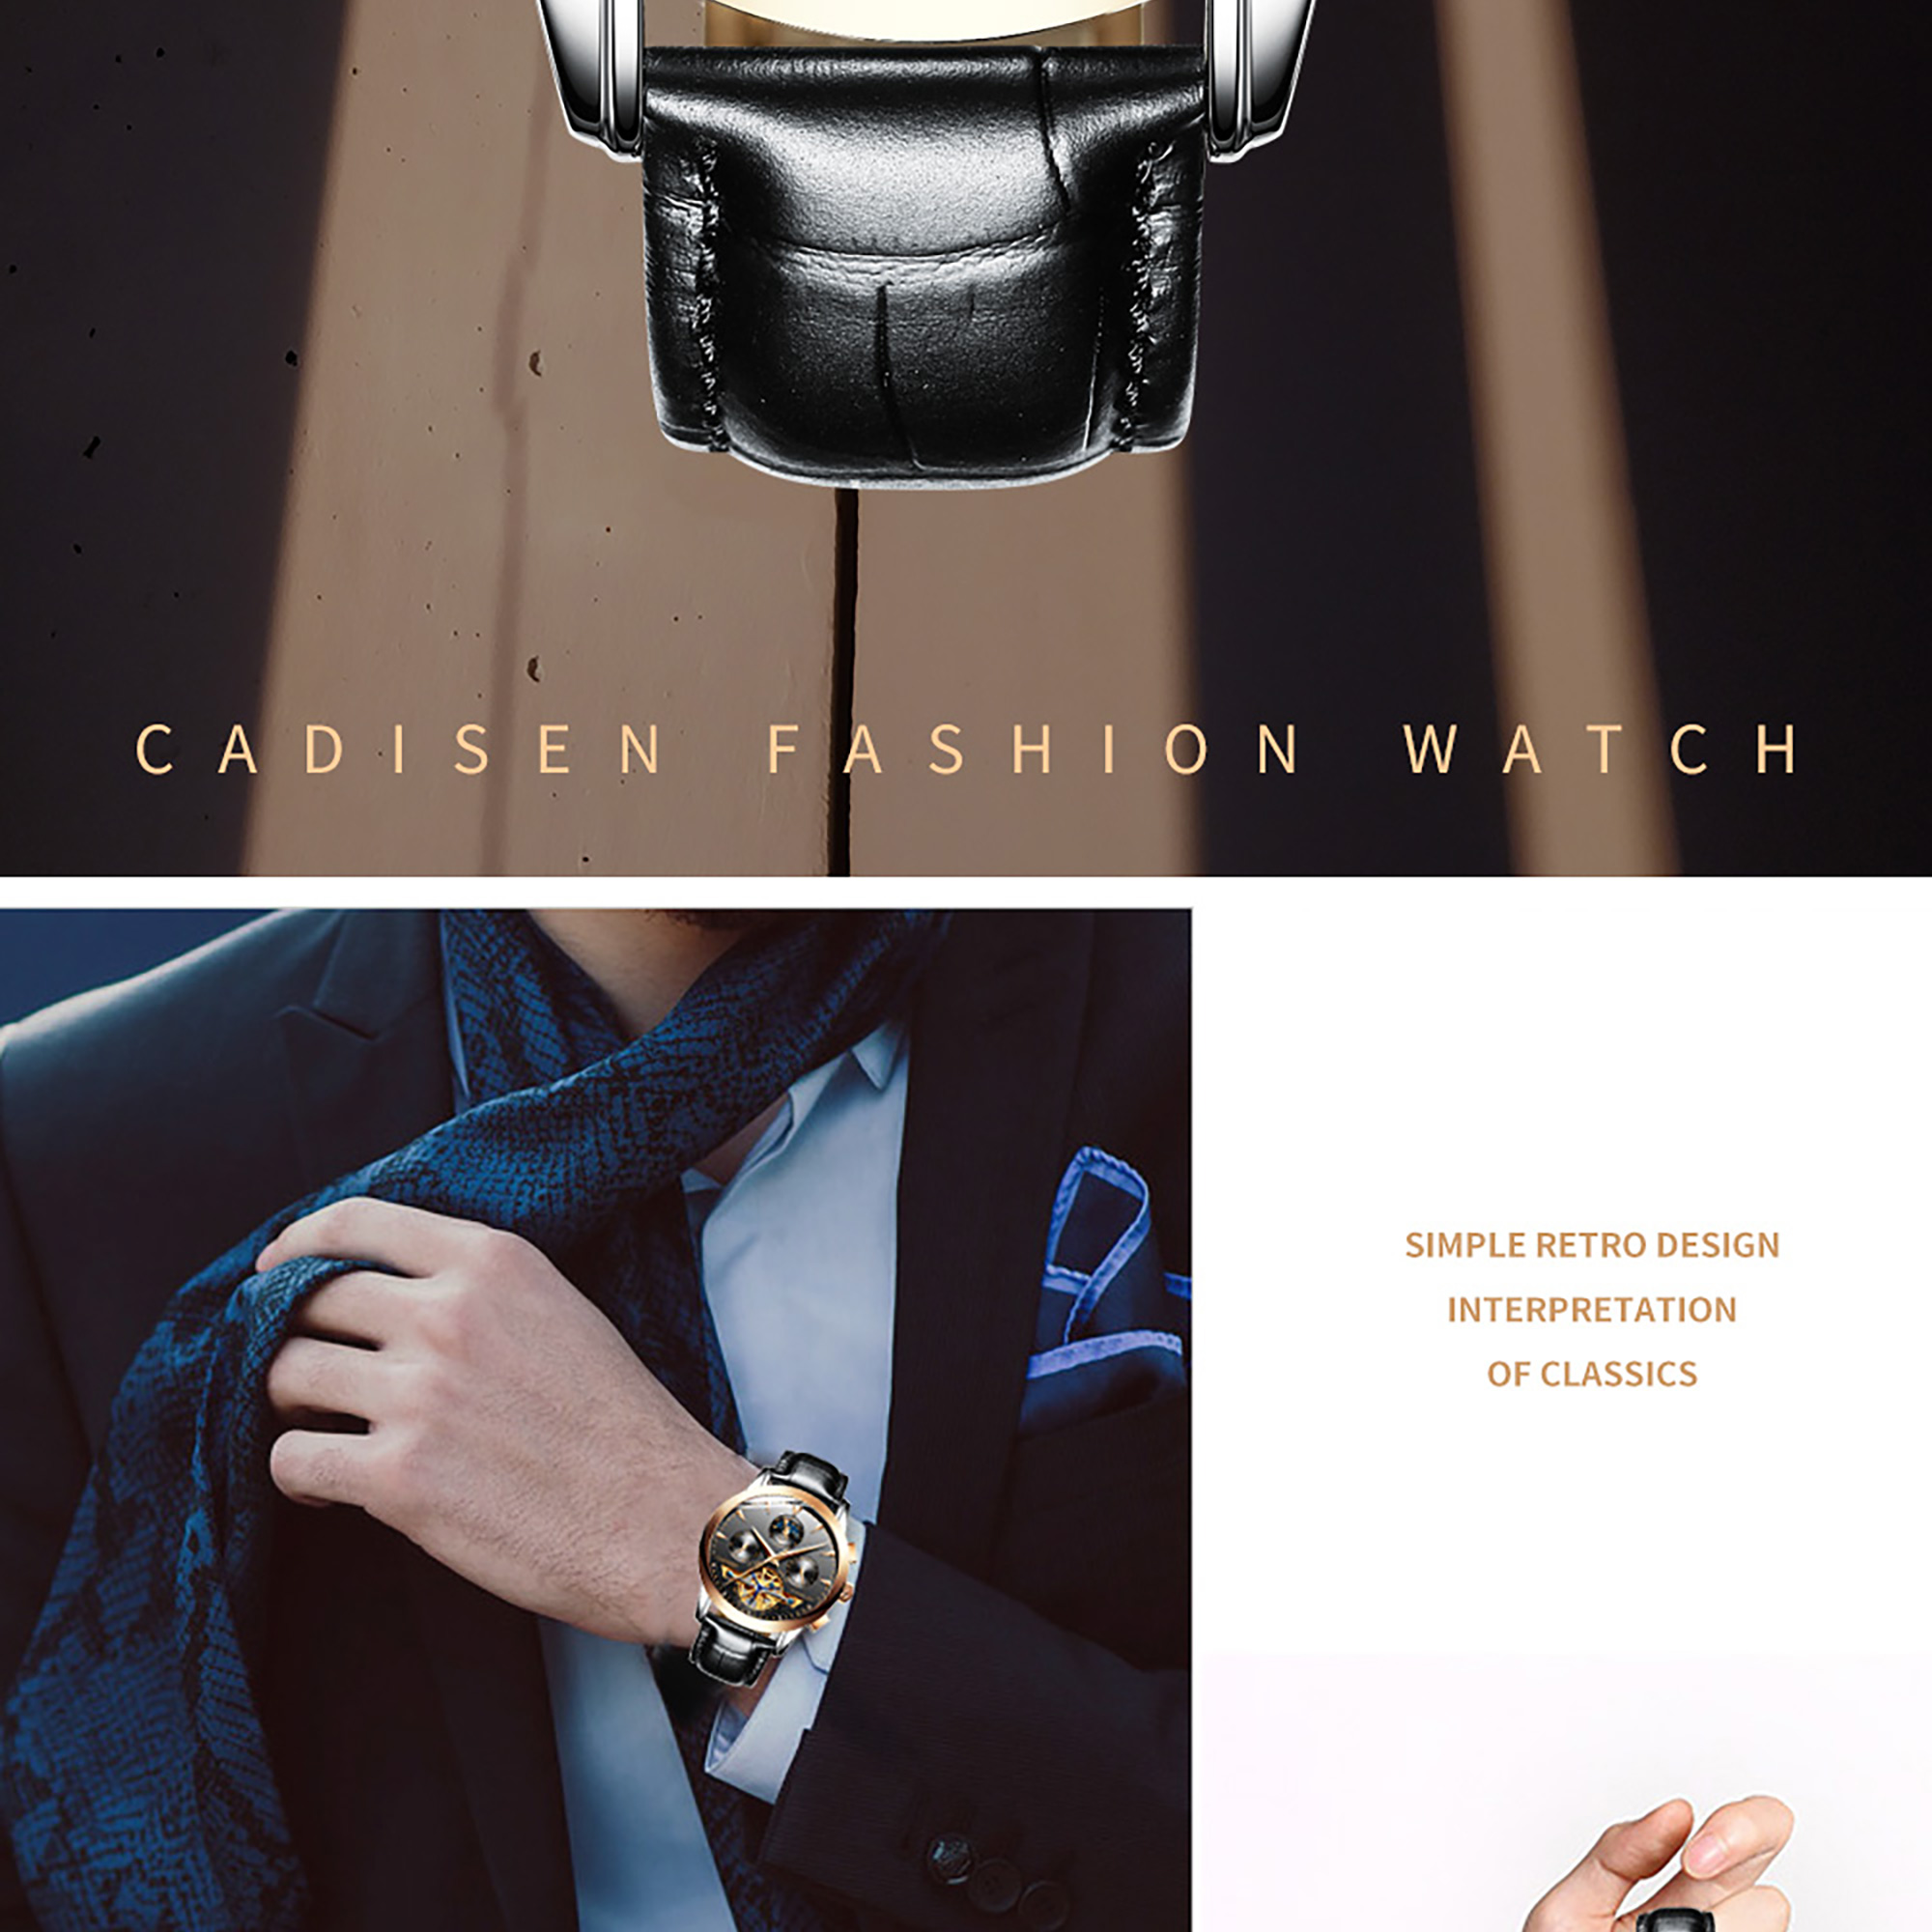 CADISEN FASHION WATCH
SIMPLE RETRO DESIGN
INTERPRETATION
OF CLASSICS